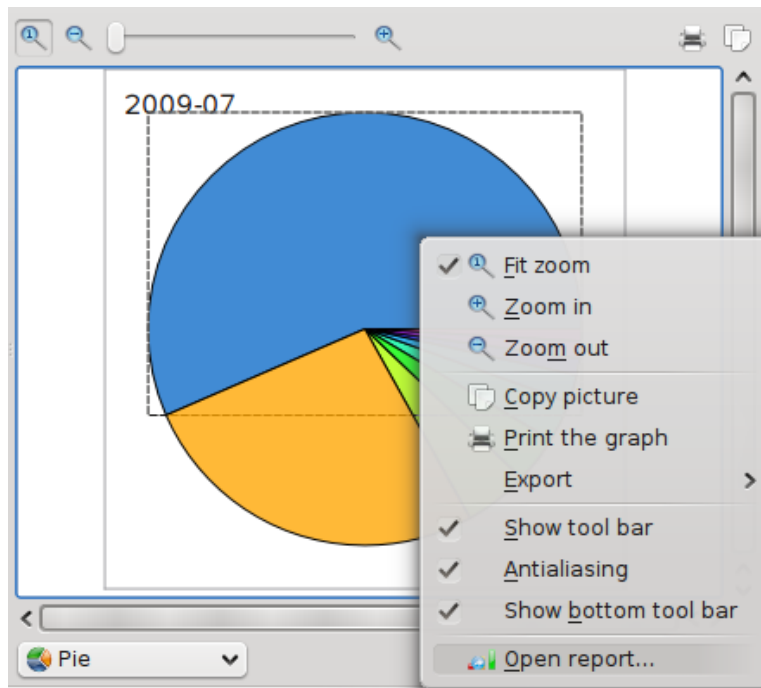 2009-07
Fit zoom
Zoom in
Zoom out
Copy picture
Print the graph
Export
Show tool bar
Antialiasing
Show bottom tool bar
Pie
Open report...